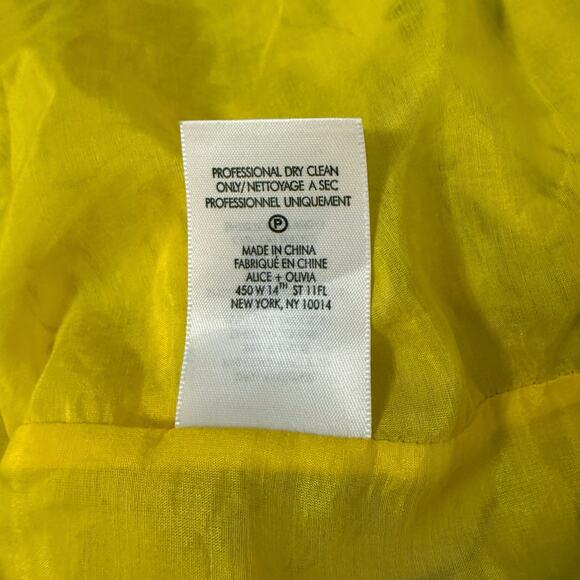 PROFESSIONAL DRY CLEAN
ONLY/ NETTOYAGE A SEC
PROFESSIONNEL UNIQUEMENT
P
MADE IN CHINA
FABRIQUÉ EN CHINE
ALICE + OLIVIA
450 W 14TH ST 11FL
NEW YORK, NY 10014